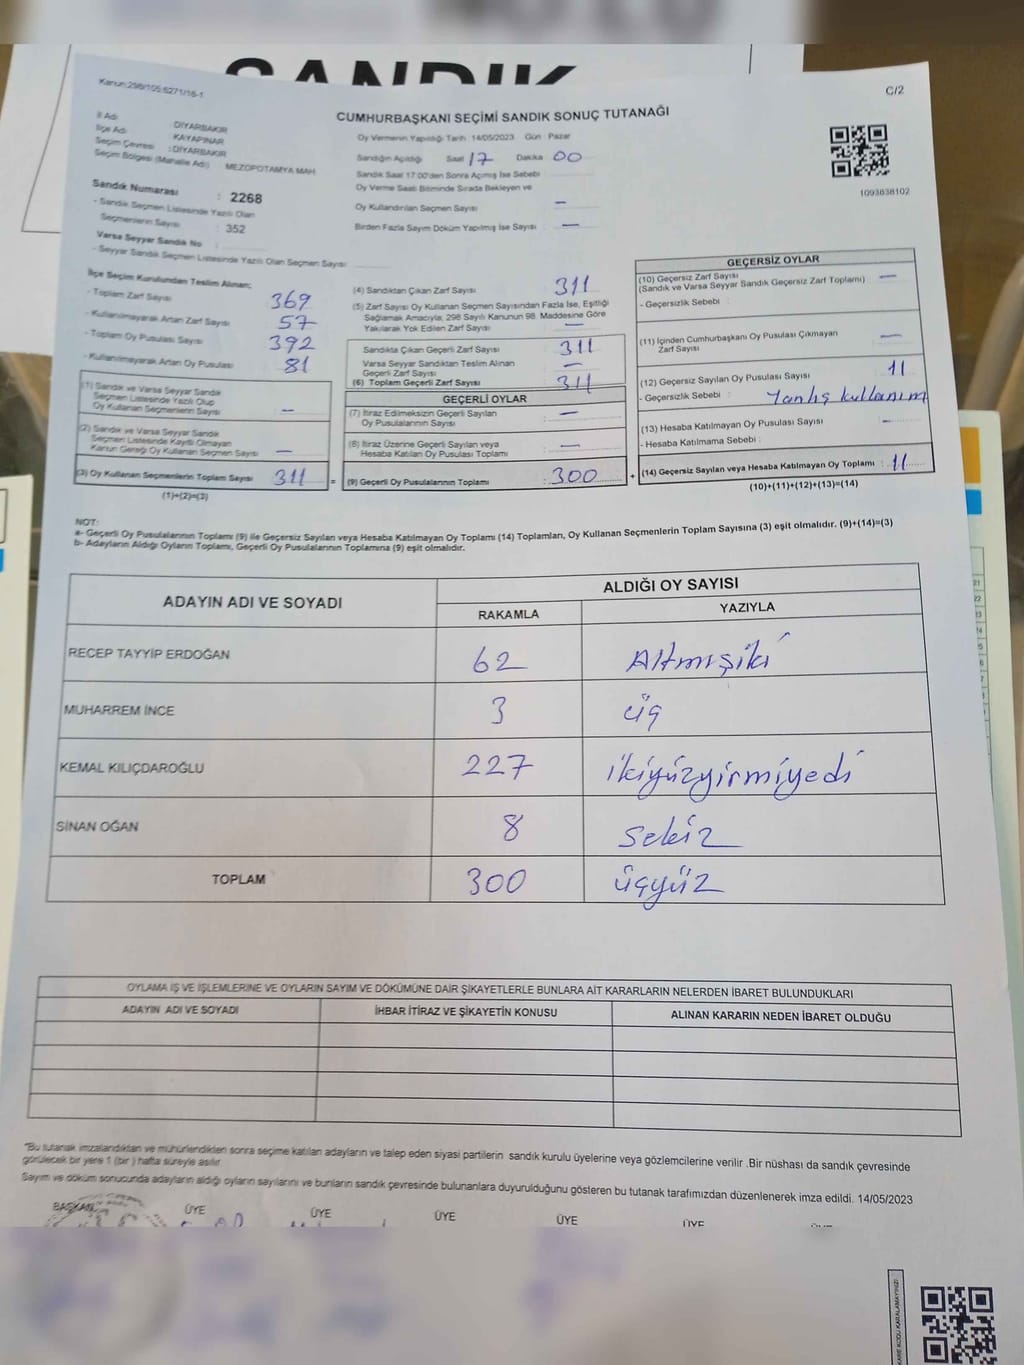 SANDIK
Kanun:298/105,6271/16-1
C/2
CUMHURBAŞKANI SEÇİMİ SANDIK SONUÇ TUTANAĞI
İl Adı DİYARBAKIR
İlçe Adı KAYAPINAR
Seçim Çevresi : DİYARBAKIR
Seçim Bölgesi (Mahalle Adı) MEZOPOTAMYA MAH.
Sandık Numarası : 2268
- Sandık Seçmen Listesinde Yazılı Olan
Seçmenlerin Sayısı : 352
Varsa Seyyar Sandık No :
- Seyyar Sandık Seçmen Listesinde Yazılı Olan Seçmen Sayısı :
Oy Vermenin Yapıldığı Tarih 14/05/2023 Gün Pazar
Sandığın Açıldığı Saat 17 Dakika 00
Sandık Saat 17:00'den Sonra Açmış İse Sebebi
Oy Verme Saati Bitiminde Sırada Bekleyen ve
Oy Kullandırılan Seçmen Sayısı —
Birden Fazla Sayım Döküm Yapılmış İse Sayısı —
1093838102
İlçe Seçim Kurulundan Teslim Alınan;
- Toplam Zarf Sayısı 369
- Kullanılmayarak Artan Zarf Sayısı 57
- Toplam Oy Pusulası Sayısı 392
- Kullanılmayarak Artan Oy Pusulası 81
(1) Sandık ve Varsa Seyyar Sandık
Seçmen Listesinde Yazılı Olup
Oy Kullanan Seçmenlerin Sayısı —
(2) Sandık ve Varsa Seyyar Sandık
Seçmen Listesinde Kayıtlı Olmayan
Kanun Gereği Oy Kullanan Seçmen Sayısı —
(3) Oy Kullanan Seçmenlerin Toplam Sayısı 311 =
(1)+(2)=(3)
(4) Sandıktan Çıkan Zarf Sayısı 311
(5) Zarf Sayısı Oy Kullanan Seçmen Sayısından Fazla İse, Eşitliği
Sağlamak Amacıyla; 298 Sayılı Kanunun 98. Maddesine Göre
Yakılarak Yok Edilen Zarf Sayısı —
Sandıkta Çıkan Geçerli Zarf Sayısı 311
Varsa Seyyar Sandıktan Teslim Alınan
Geçerli Zarf Sayısı —
(6) Toplam Geçerli Zarf Sayısı 311
GEÇERLİ OYLAR
(7) İtiraz Edilmeksizin Geçerli Sayılan
Oy Pusulalarının Sayısı —
(8) İtiraz Üzerine Geçerli Sayılan veya
Hesaba Katılan Oy Pusulası Toplamı —
(9) Geçerli Oy Pusulalarının Toplamı : 300 +
GEÇERSİZ OYLAR
(10) Geçersiz Zarf Sayısı —
(Sandık ve Varsa Seyyar Sandık Geçersiz Zarf Toplamı)
- Geçersizlik Sebebi :
(11) İçinden Cumhurbaşkanı Oy Pusulası Çıkmayan
Zarf Sayısı —
(12) Geçersiz Sayılan Oy Pusulası Sayısı 11
- Geçersizlik Sebebi : Yanlış kullanım
(13) Hesaba Katılmayan Oy Pusulası Sayısı —
- Hesaba Katılmama Sebebi :
(14) Geçersiz Sayılan veya Hesaba Katılmayan Oy Toplamı : 11
(10)+(11)+(12)+(13)=(14)
NOT:
a- Geçerli Oy Pusulalarının Toplamı (9) ile Geçersiz Sayılan veya Hesaba Katılmayan Oy Toplamı (14) Toplamları, Oy Kullanan Seçmenlerin Toplam Sayısına (3) eşit olmalıdır. (9)+(14)=(3)
b- Adayların Aldığı Oyların Toplamı, Geçerli Oy Pusulalarının Toplamına (9) eşit olmalıdır.
ADAYIN ADI VE SOYADI ALDIĞI OY SAYISI
RAKAMLA YAZIYLA
RECEP TAYYİP ERDOĞAN 62 Altmışiki
MUHARREM İNCE 3 üç
KEMAL KILIÇDAROĞLU 227 ikiyüzyirmiyedi
SİNAN OĞAN 8 sekiz
TOPLAM 300 üçyüz
OYLAMA İŞ VE İŞLEMLERİNE VE OYLARIN SAYIM VE DÖKÜMÜNE DAİR ŞİKAYETLERLE BUNLARA AİT KARARLARIN NELERDEN İBARET BULUNDUKLARI
ADAYIN ADI VE SOYADI İHBAR İTİRAZ VE ŞİKAYETİN KONUSU ALINAN KARARIN NEDEN İBARET OLDUĞU
"Bu tutanak imzalandıktan ve mühürlendikten sonra seçime katılan adayların ve talep eden siyasi partilerin sandık kurulu üyelerine veya gözlemcilerine verilir .Bir nüshası da sandık çevresinde
görülecek bir yere 1 (bir ) hafta süreyle asılır.
Sayım ve döküm sonucunda adayların aldığı oyların sayılarını ve bunların sandık çevresinde bulunanlara duyurulduğunu gösteren bu tutanak tarafımızdan düzenlenerek imza edildi. 14/05/2023
BAŞKAN ÜYE ÜYE ÜYE ÜYE ÜYE ÜYE